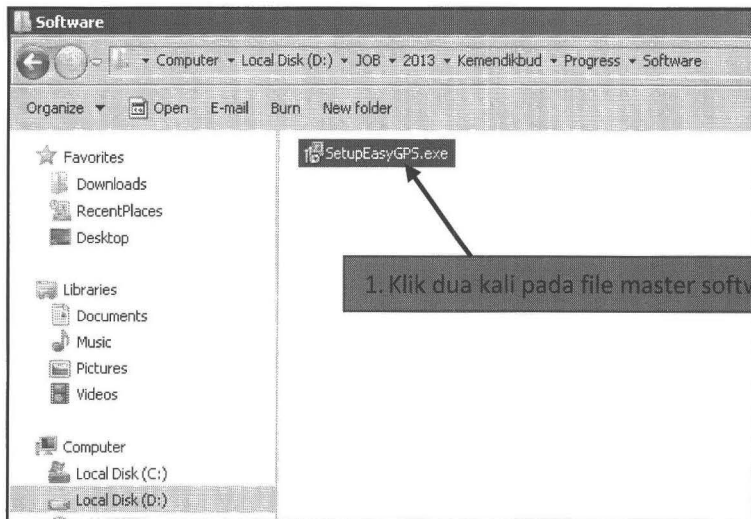 Software
Computer Local Disk (D:) JOB 2013 Kemendikbud Progress Software
Organize Open E-mail Burn New folder
Favorites
Downloads
RecentPlaces
Desktop
Libraries
Documents
Music
Pictures
Videos
Computer
Local Disk (C:)
Local Disk (D:)
SetupEasyGPS.exe
1. Klik dua kali pada file master softw